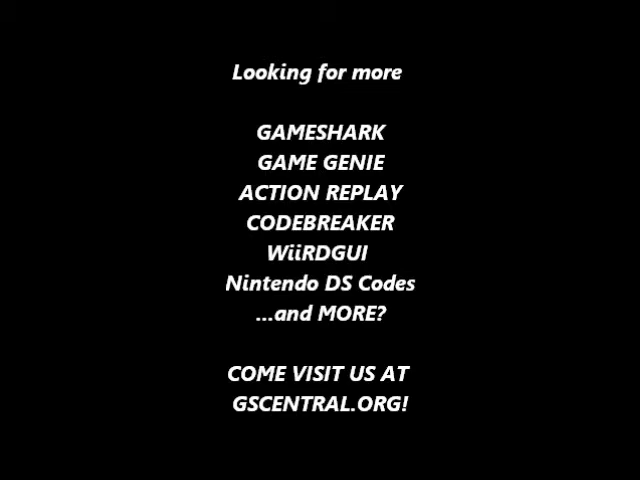 Looking for more
GAMESHARK
GAME GENIE
ACTION REPLAY
CODEBREAKER
WiiRDGUI
Nintendo DS Codes
...and MORE?
COME VISIT US AT
GSCENTRAL.ORG!